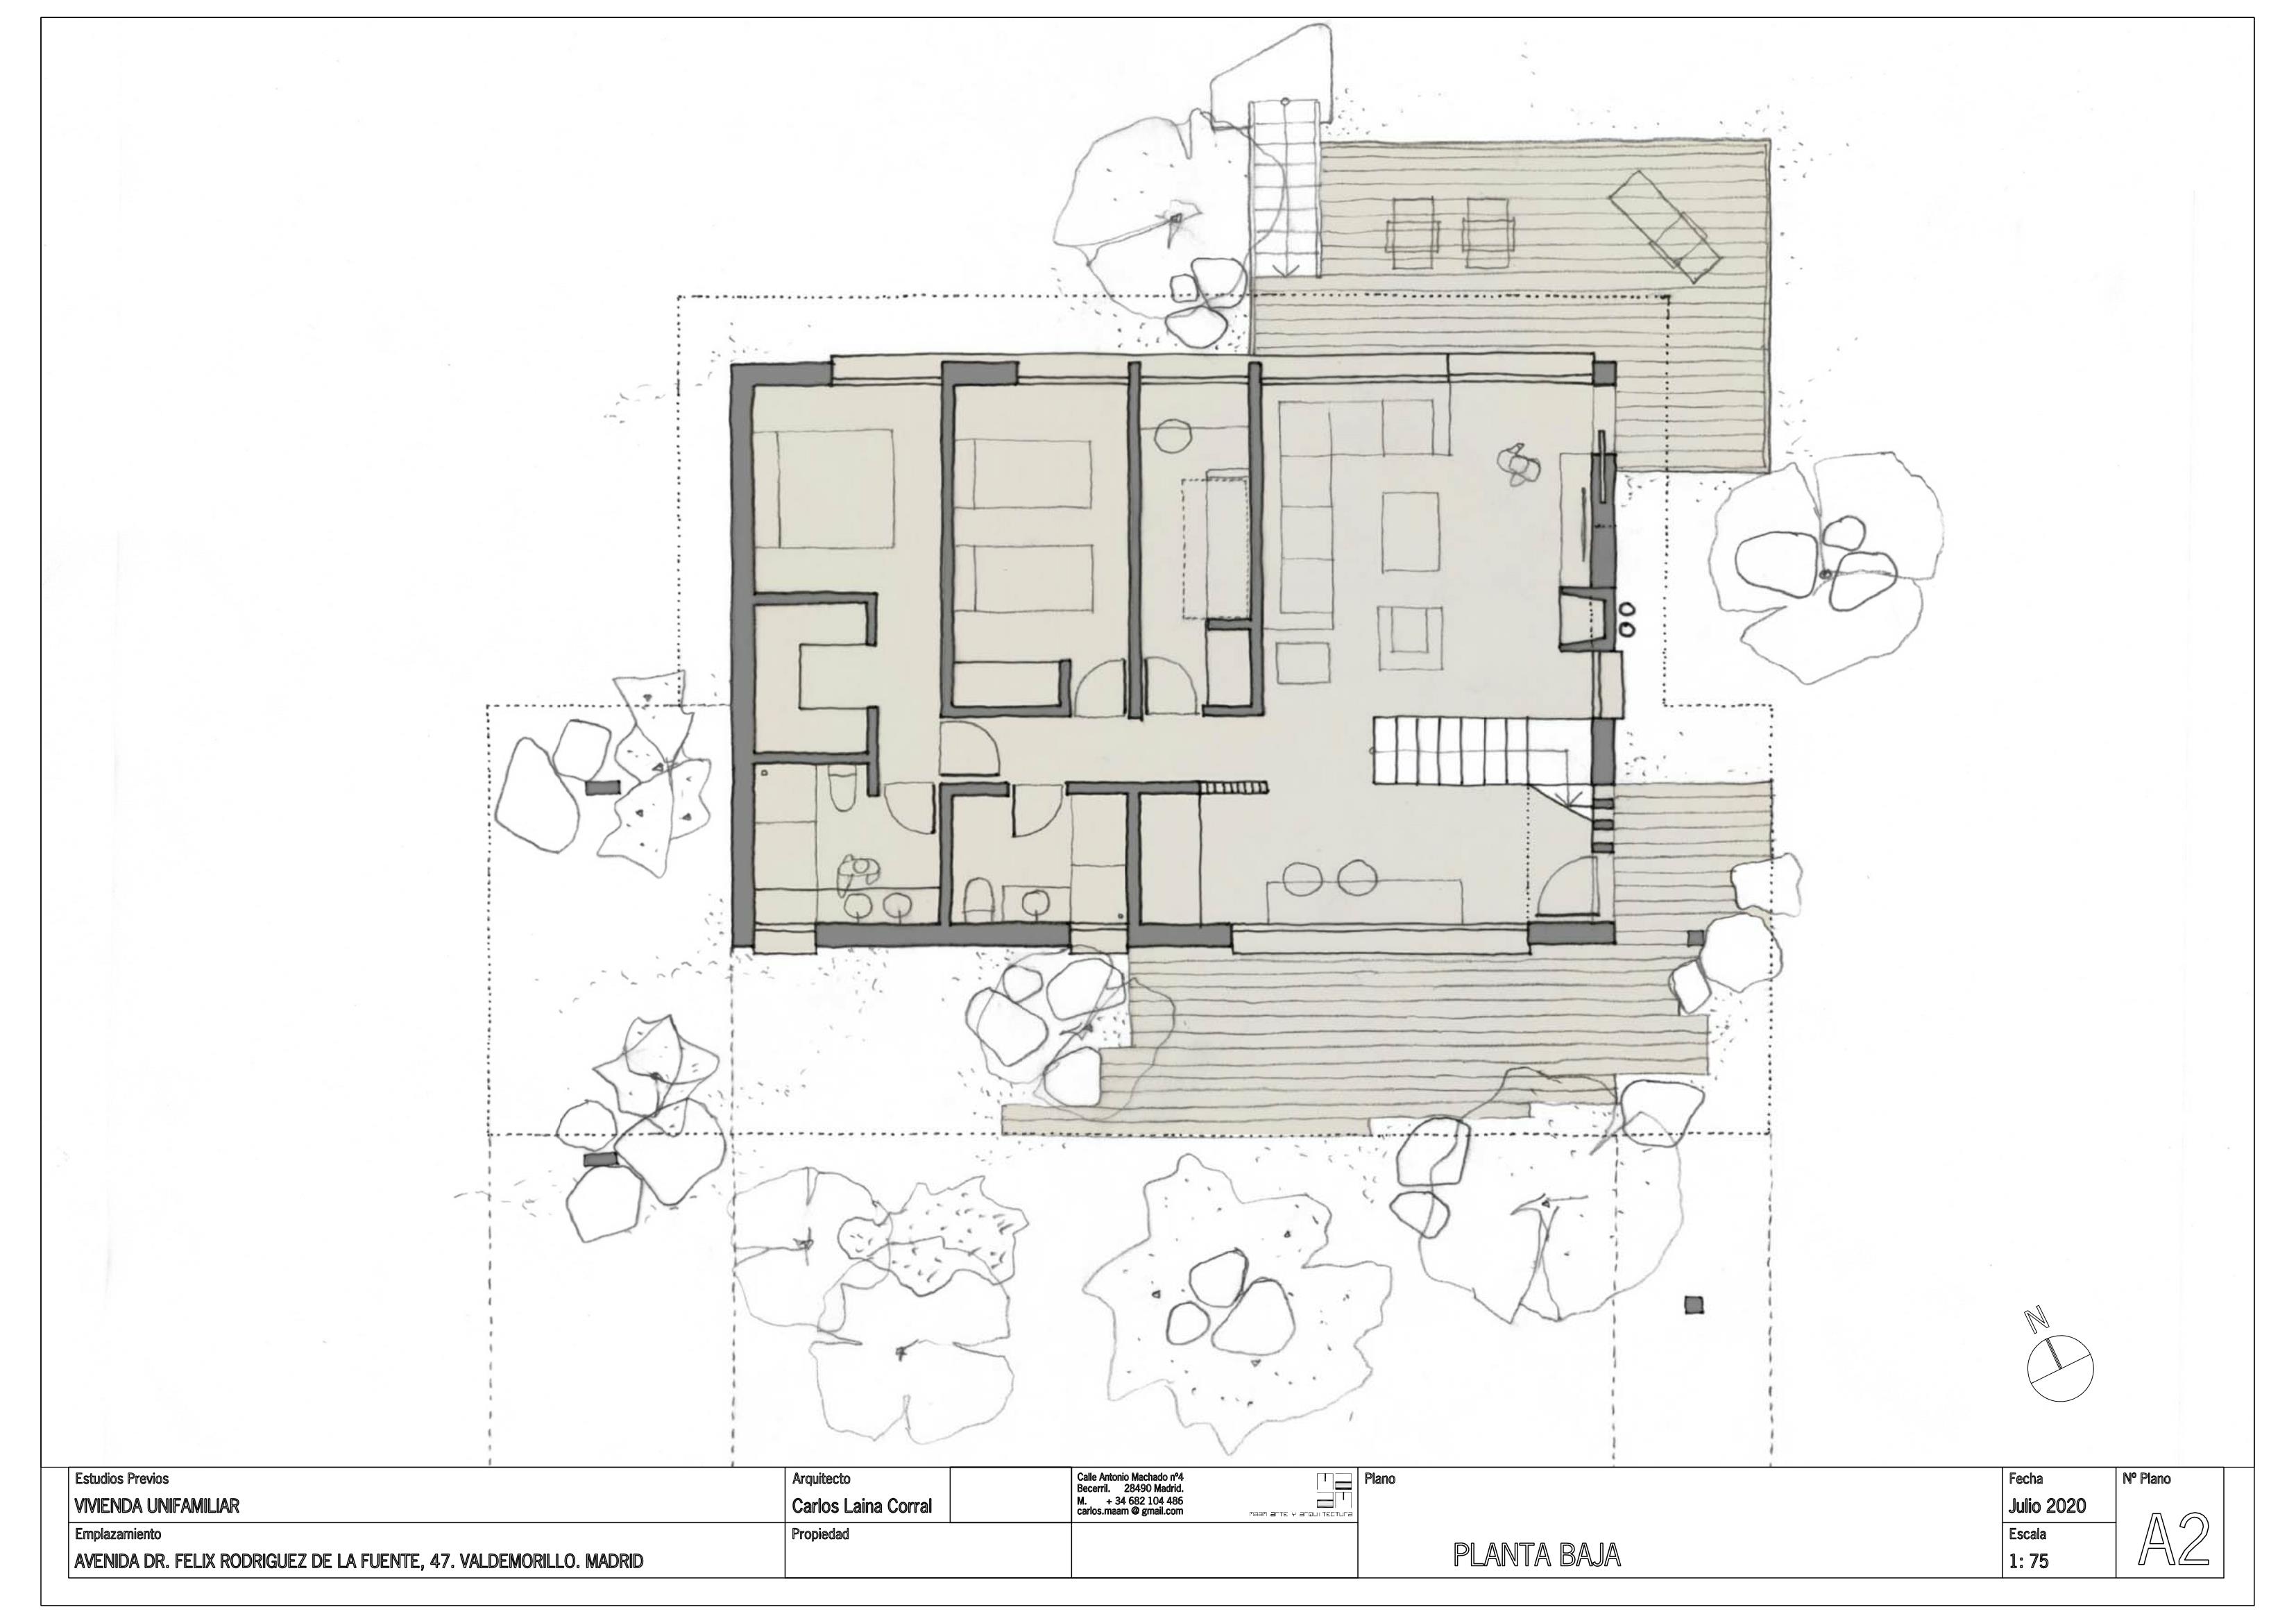 N
Estudios Previos
VIVIENDA UNIFAMILIAR
Emplazamiento
AVENIDA DR. FELIX RODRIGUEZ DE LA FUENTE, 47. VALDEMORILLO. MADRID
Arquitecto
Carlos Laina Corral
Propiedad
Calle Antonio Machado nº4
Becerril. 28490 Madrid.
M. + 34 682 104 486
carlos.maam @ gmail.com
maam arte y arquitectura
Plano
PLANTA BAJA
Fecha
Julio 2020
Escala
1: 75
Nº Plano
A2